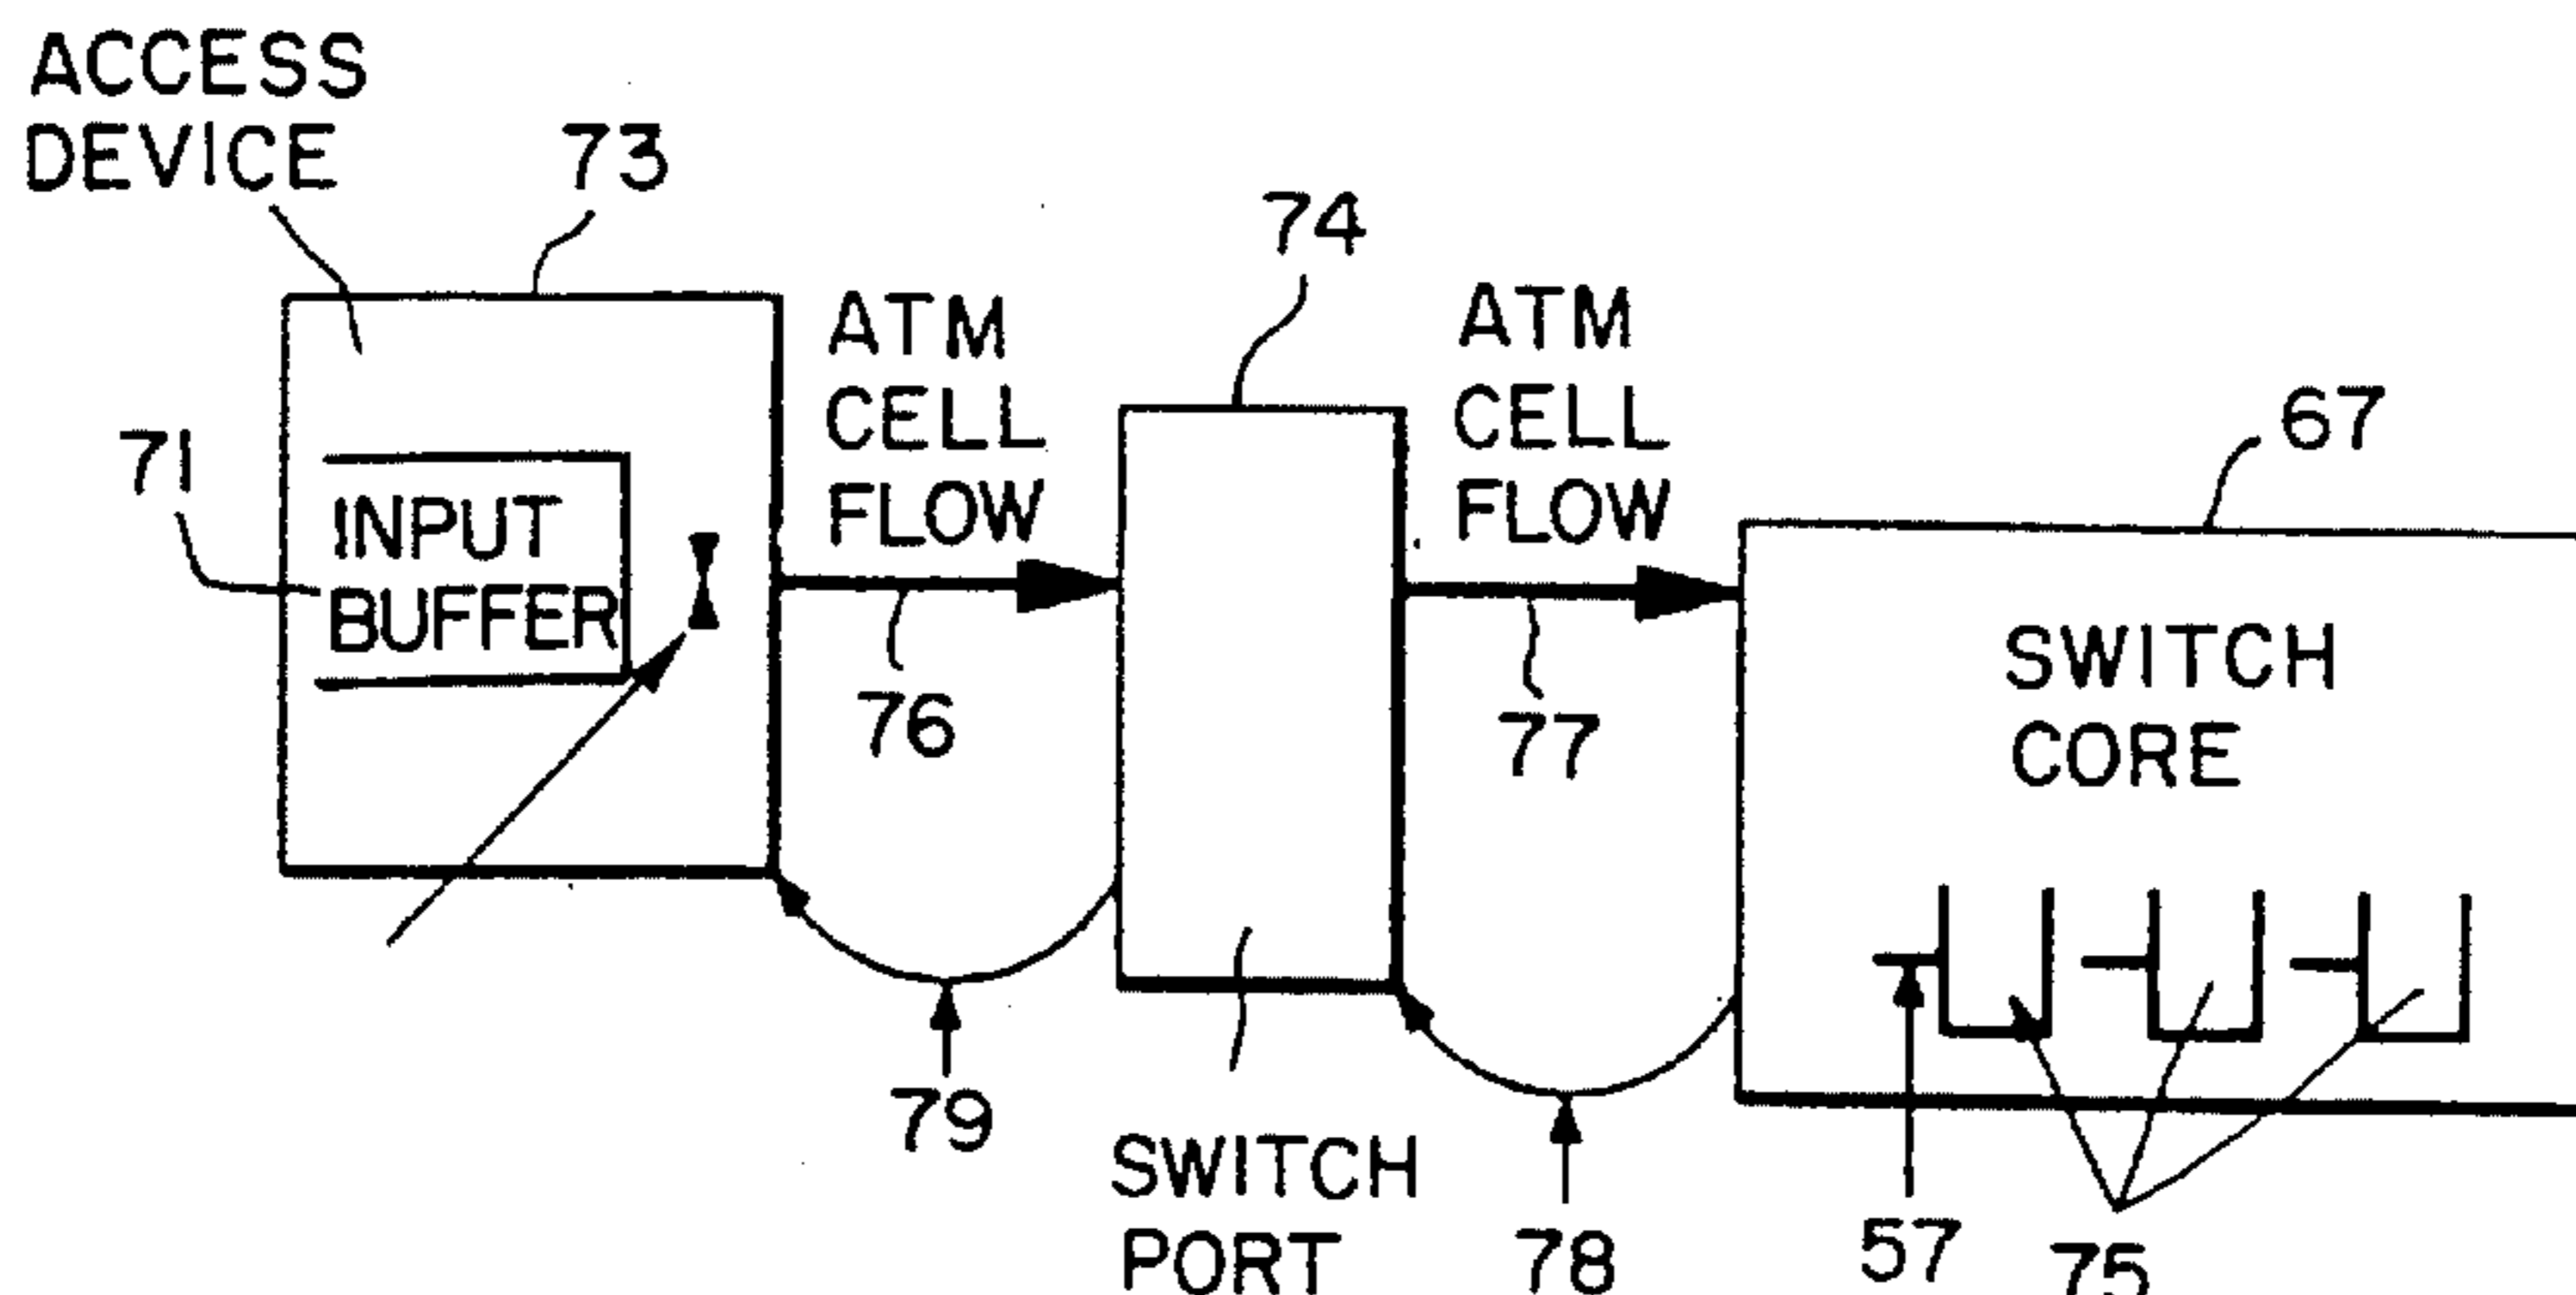 ACCESS
DEVICE
73
74
ATM
CELL
FLOW
ATM
CELL
FLOW
67
71
INPUT
BUFFER
76
77
SWITCH
CORE
79
SWITCH
PORT
78
57
75